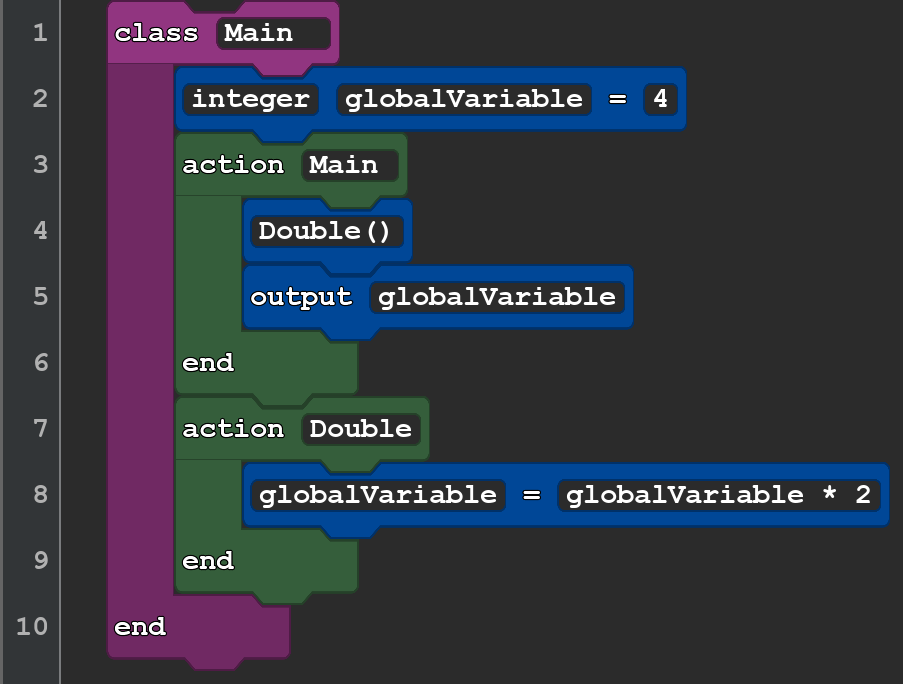 1 class Main
2 integer globalVariable = 4
3 action Main
4 Double()
5 output globalVariable
6 end
7 action Double
8 globalVariable = globalVariable * 2
9 end
10 end